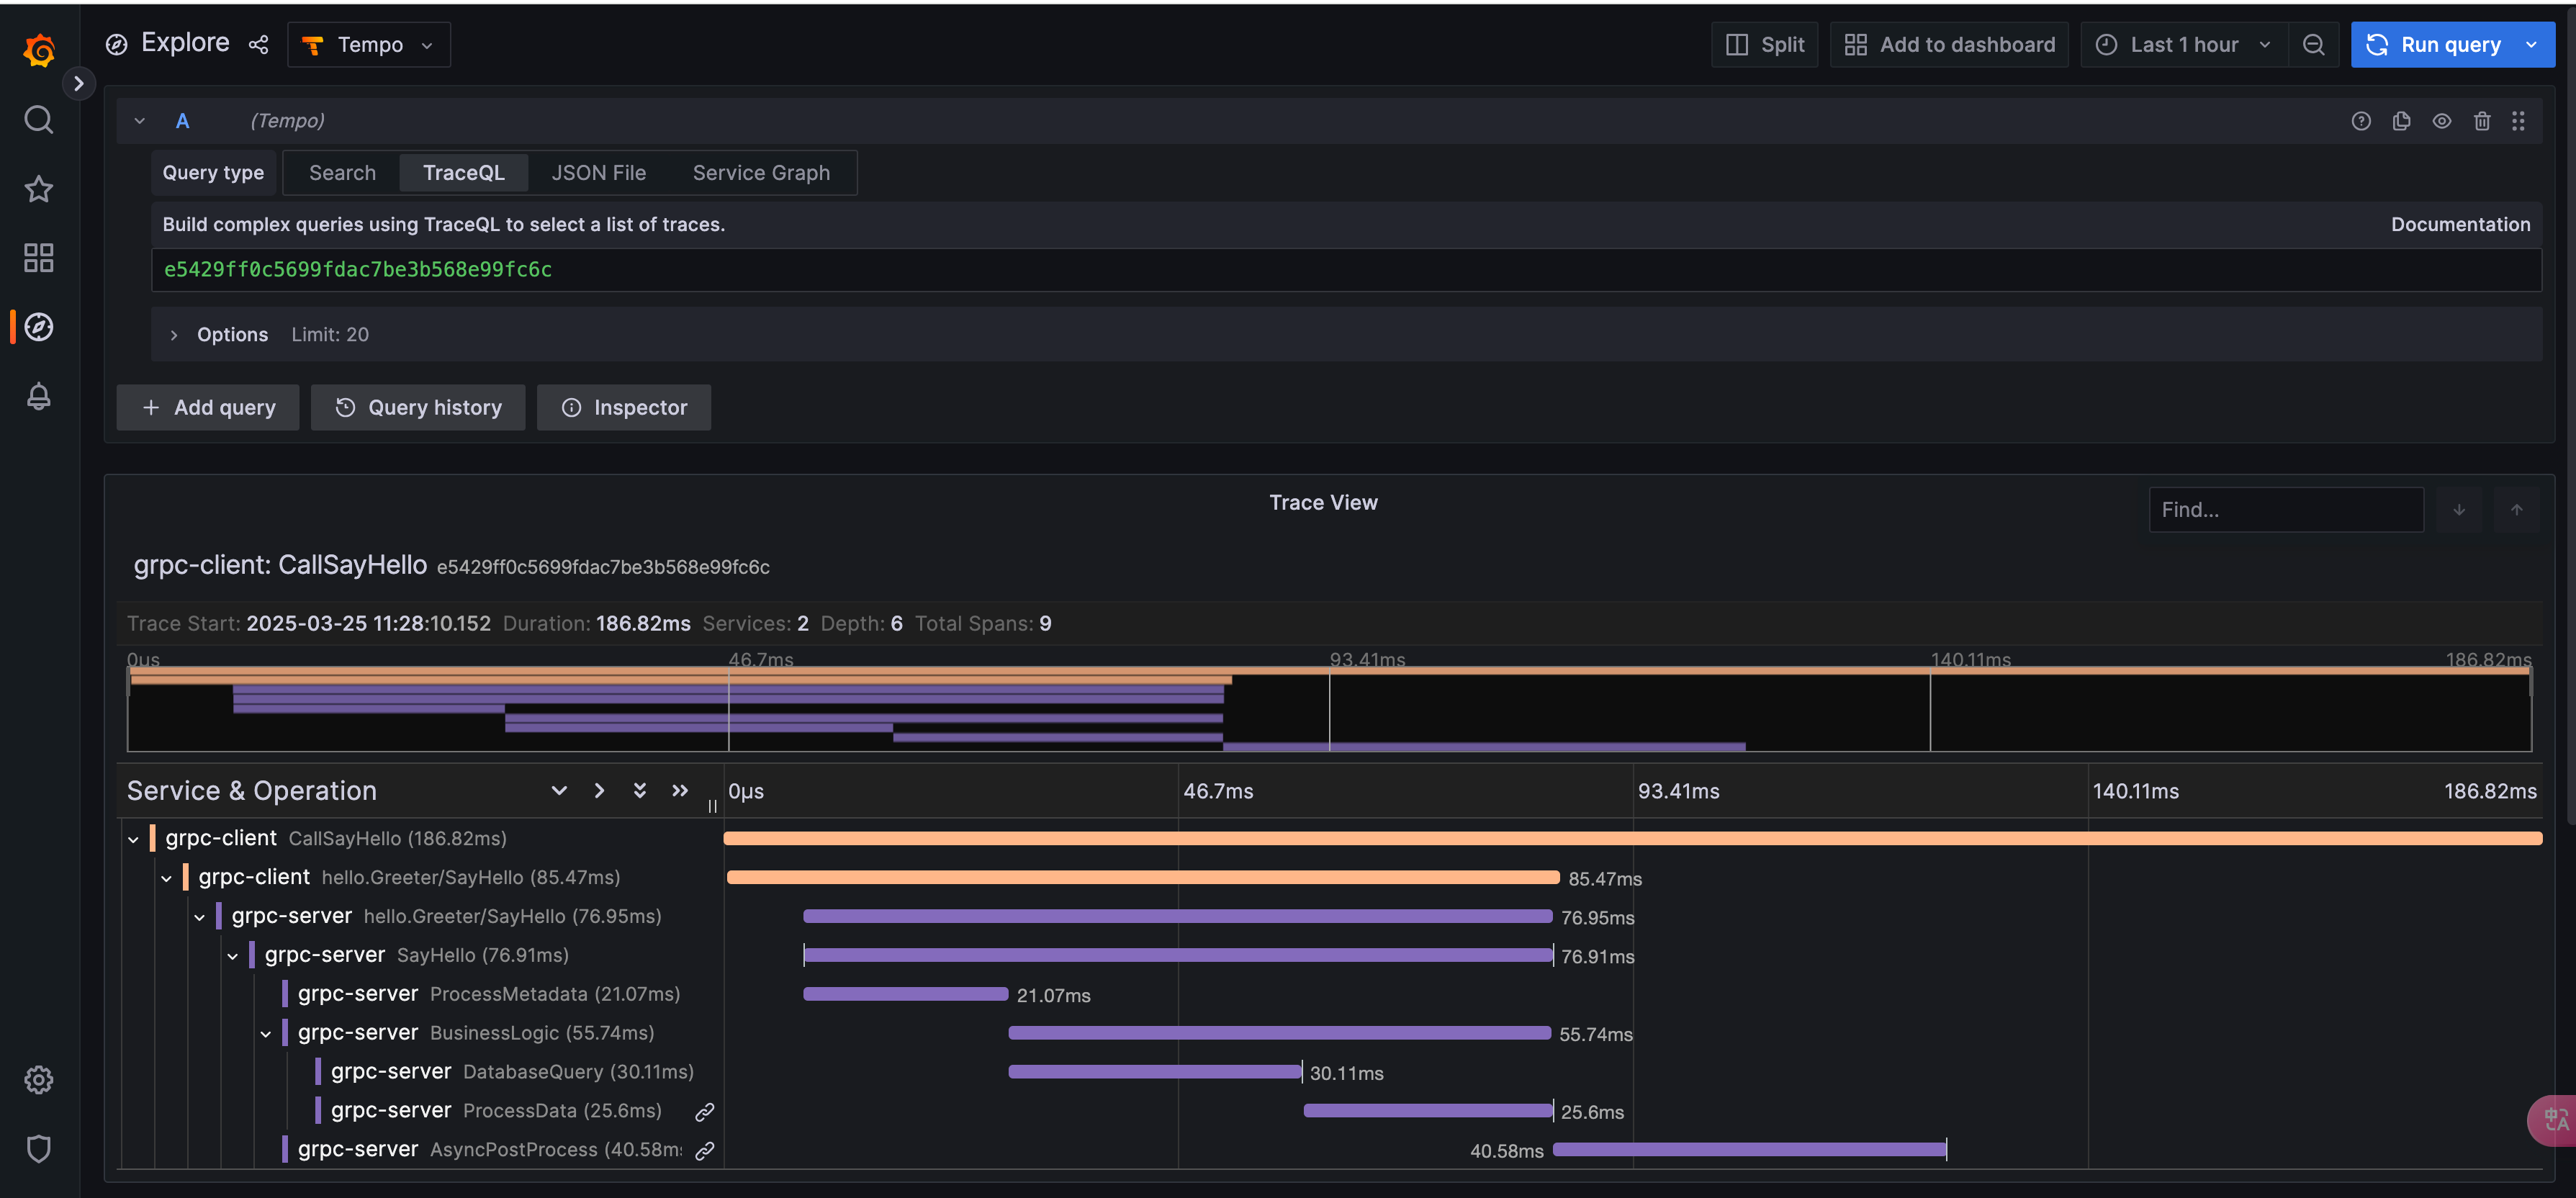 Explore Tempo Split Add to dashboard Last 1 hour Run query
A (Tempo)
Query type Search TraceQL JSON File Service Graph
Build complex queries using TraceQL to select a list of traces. Documentation
e5429ff0c5699fdac7be3b568e99fc6c
Options Limit: 20
Add query Query history Inspector
Trace View
Find...
grpc-client: CallSayHello e5429ff0c5699fdac7be3b568e99fc6c
Trace Start: 2025-03-25 11:28:10.152 Duration: 186.82ms Services: 2 Depth: 6 Total Spans: 9
0μs 46.7ms 93.41ms 140.11ms 186.82ms
Service & Operation 0μs 46.7ms 93.41ms 140.11ms 186.82ms
grpc-client CallSayHello (186.82ms)
grpc-client hello.Greeter/SayHello (85.47ms) 85.47ms
grpc-server hello.Greeter/SayHello (76.95ms) 76.95ms
grpc-server SayHello (76.91ms) 76.91ms
grpc-server ProcessMetadata (21.07ms) 21.07ms
grpc-server BusinessLogic (55.74ms) 55.74ms
grpc-server DatabaseQuery (30.11ms) 30.11ms
grpc-server ProcessData (25.6ms) 25.6ms
grpc-server AsyncPostProcess (40.58m 40.58ms
中A